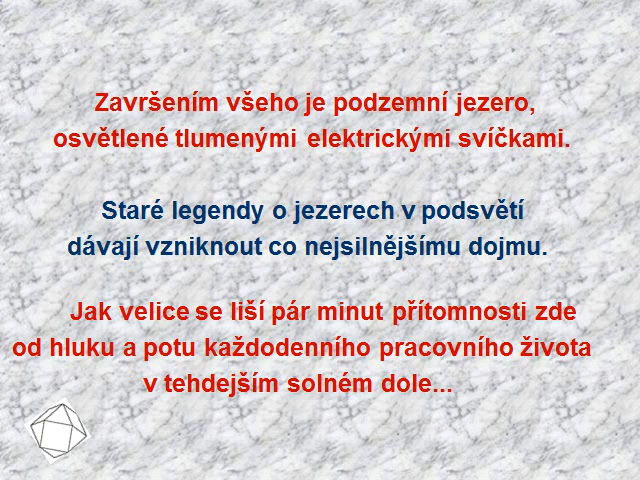 Završením všeho je podzemní jezero,
osvětlené tlumenými elektrickými svíčkami.
Staré legendy o jezerech v podsvětí
dávají vzniknout co nejsilnějšímu dojmu.
Jak velice se liší pár minut přítomnosti zde
od hluku a potu každodenního pracovního života
v tehdejším solném dole...